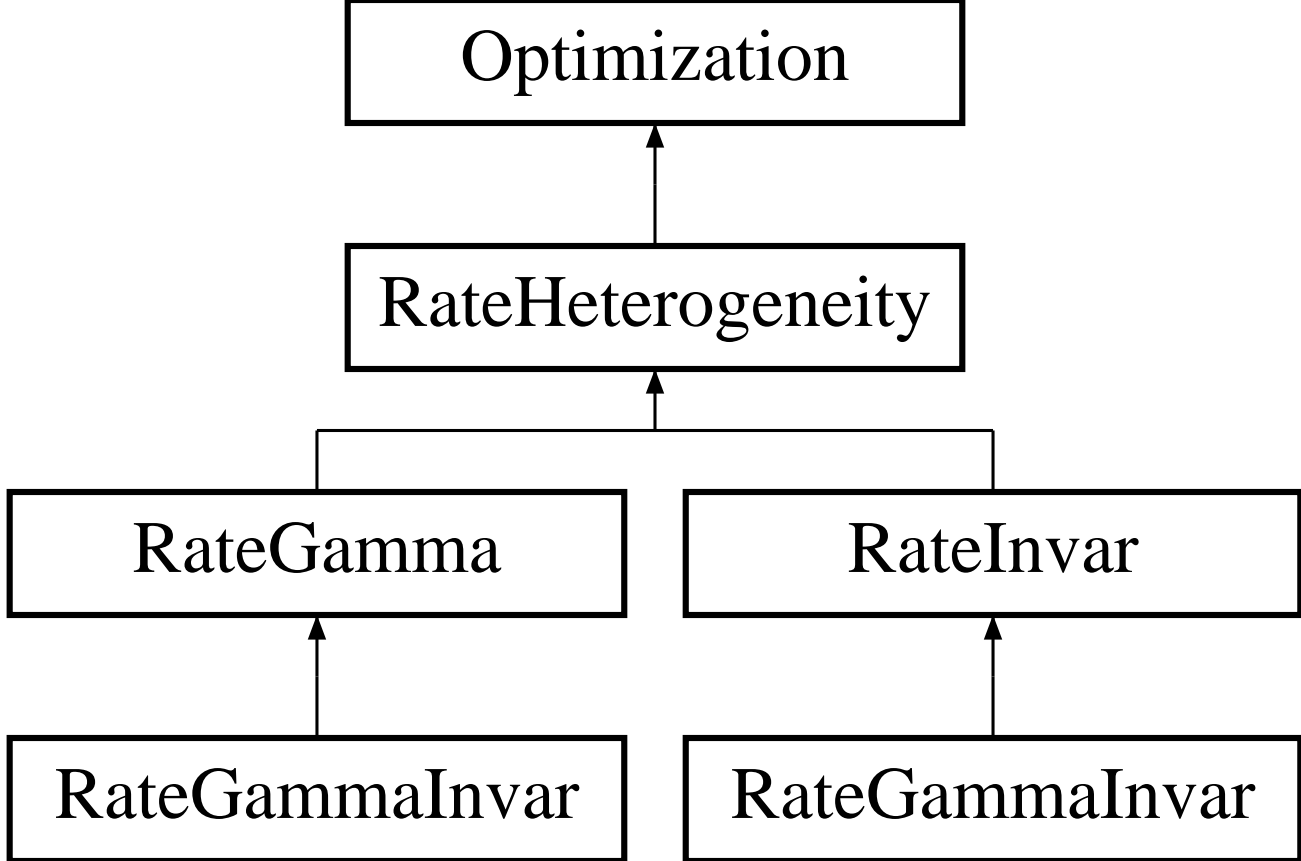 Optimization
RateHeterogeneity
RateGamma
RateInvar
RateGammaInvar
RateGammaInvar